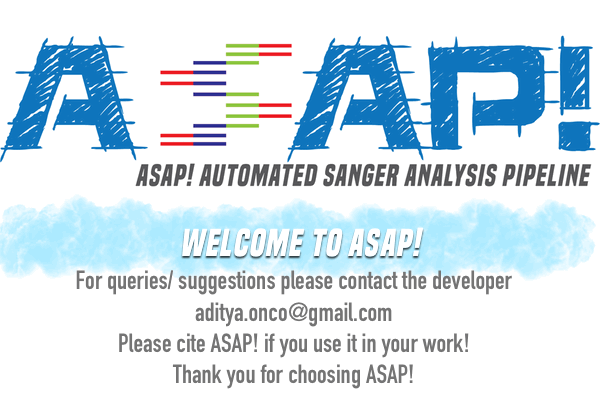 ASAP!
ASAP! AUTOMATED SANGER ANALYSIS PIPELINE
WELCOME TO ASAP!
For queries/ suggestions please contact the developer
aditya.onco@gmail.com
Please cite ASAP! if you use it in your work!
Thank you for choosing ASAP!